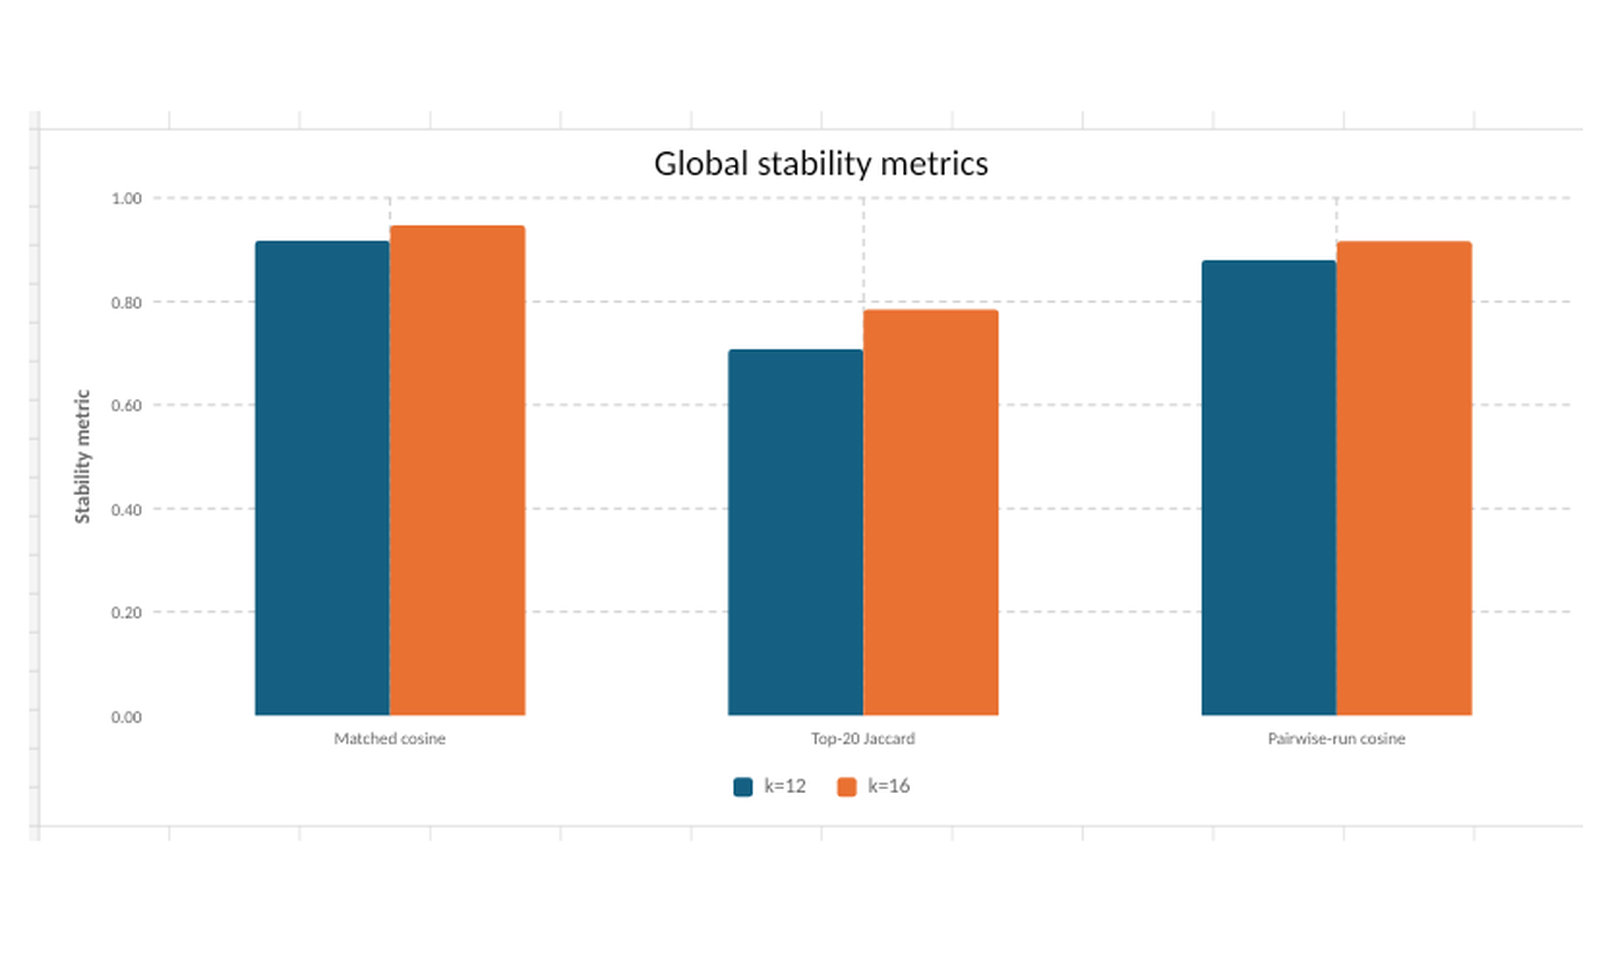 Global stability metrics
1.00
0.80
0.60
0.40
0.20
0.00
Stability metric
Matched cosine
Top-20 Jaccard
Pairwise-run cosine
k=12
k=16